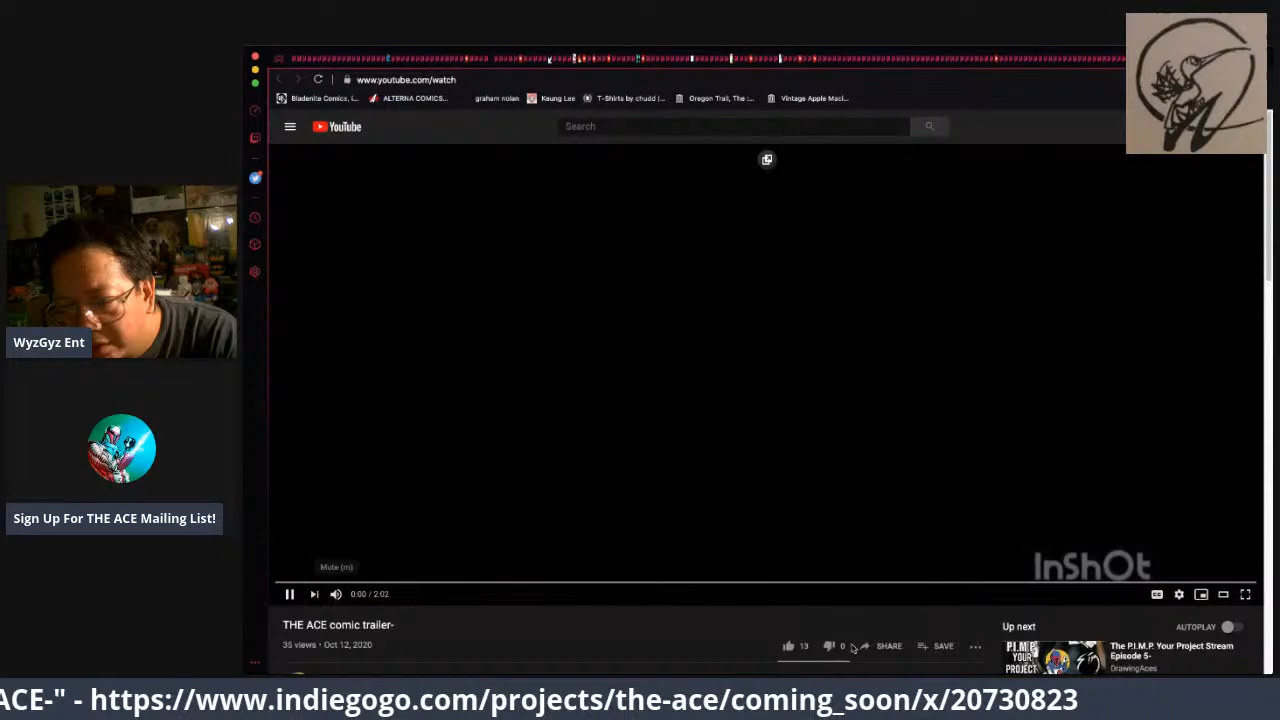 www.youtube.com/watch
Bladenite Comics, i...
ALTERNA COMICS...
graham nolan
Keung Lee
T-Shirts by chudd |...
Oregon Trail, The :...
Vintage Apple Maci...
YouTube
Search
WyzGyz Ent
Sign Up For THE ACE Mailing List!
InShOt
Mute (m)
0:00 / 2:02
THE ACE comic trailer-
35 views • Oct 12, 2020
13
0
SHARE
SAVE
Up next
AUTOPLAY
P.I.M.P.
YOUR
PROJECT
The P.I.M.P. Your Project Stream
Episode 5-
DrawingAces
ACE-" - https://www.indiegogo.com/projects/the-ace/coming_soon/x/20730823